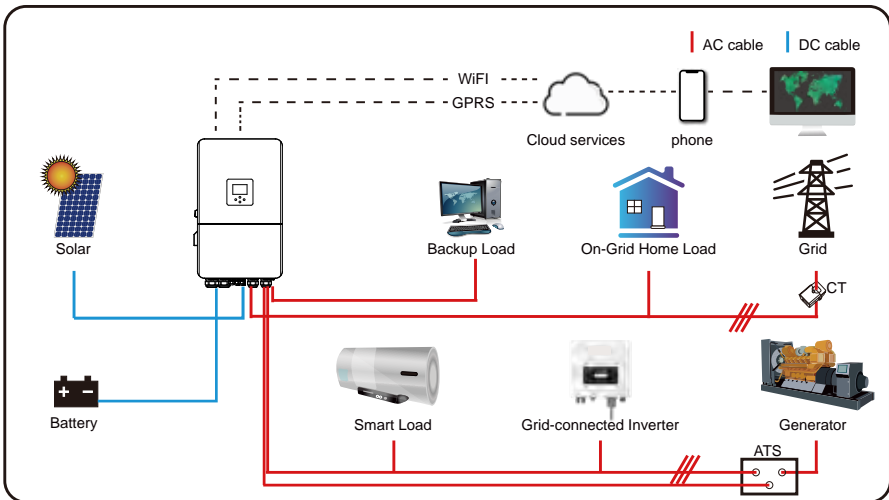 AC cable
DC cable
WiFI
GPRS
Cloud services
phone
Solar
Backup Load
On-Grid Home Load
Grid
CT
Battery
Smart Load
Grid-connected Inverter
Generator
ATS